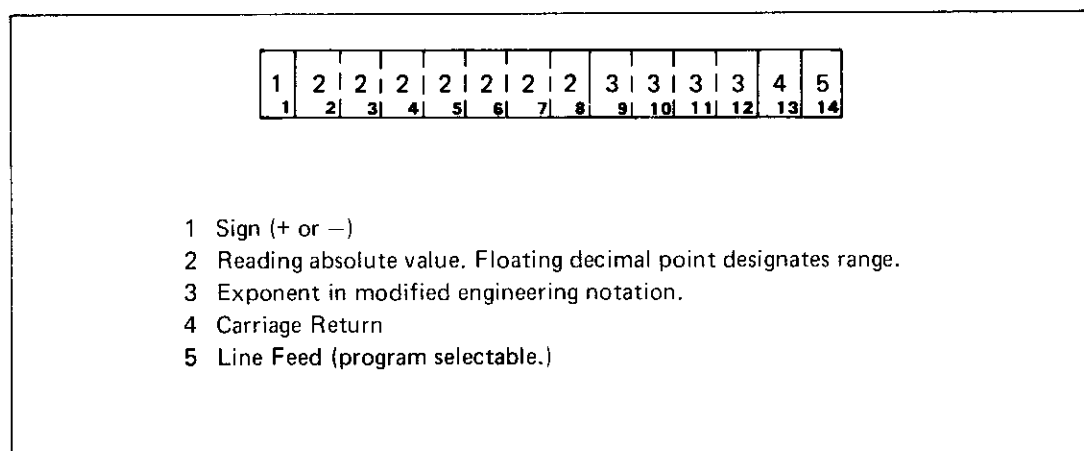 1 2 2 2 2 2 2 2 3 3 3 3 4 5
1 2 3 4 5 6 7 8 9 10 11 12 13 14
1 Sign (+ or −)
2 Reading absolute value. Floating decimal point designates range.
3 Exponent in modified engineering notation.
4 Carriage Return
5 Line Feed (program selectable.)